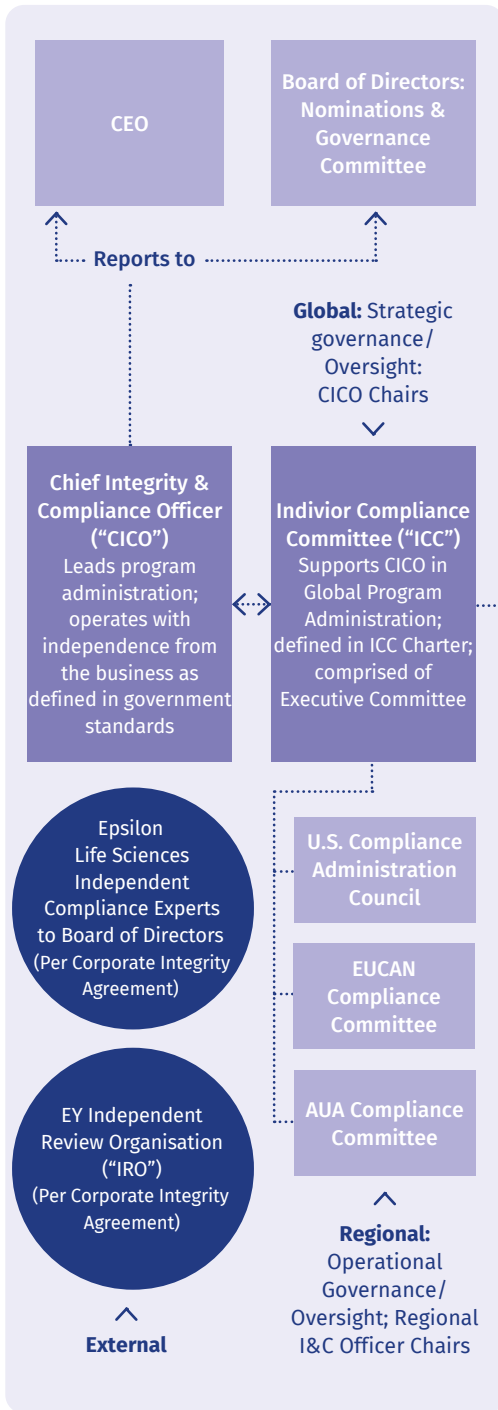 CEO
Board of Directors:
Nominations &
Governance
Committee
Reports to
Global: Strategic
governance/
Oversight:
CICO Chairs
Chief Integrity &
Compliance Officer
(“CICO”)
Leads program
administration;
operates with
independence from
the business as
defined in government
standards
Indivior Compliance
Committee (“ICC”)
Supports CICO in
Global Program
Administration;
defined in ICC Charter;
comprised of
Executive Committee
Epsilon
Life Sciences
Independent
Compliance Experts
to Board of Directors
(Per Corporate Integrity
Agreement)
U.S. Compliance
Administration
Council
EUCAN
Compliance
Committee
AUA Compliance
Committee
EY Independent
Review Organisation
(“IRO”)
(Per Corporate Integrity
Agreement)
External
Regional:
Operational
Governance/
Oversight; Regional
I&C Officer Chairs